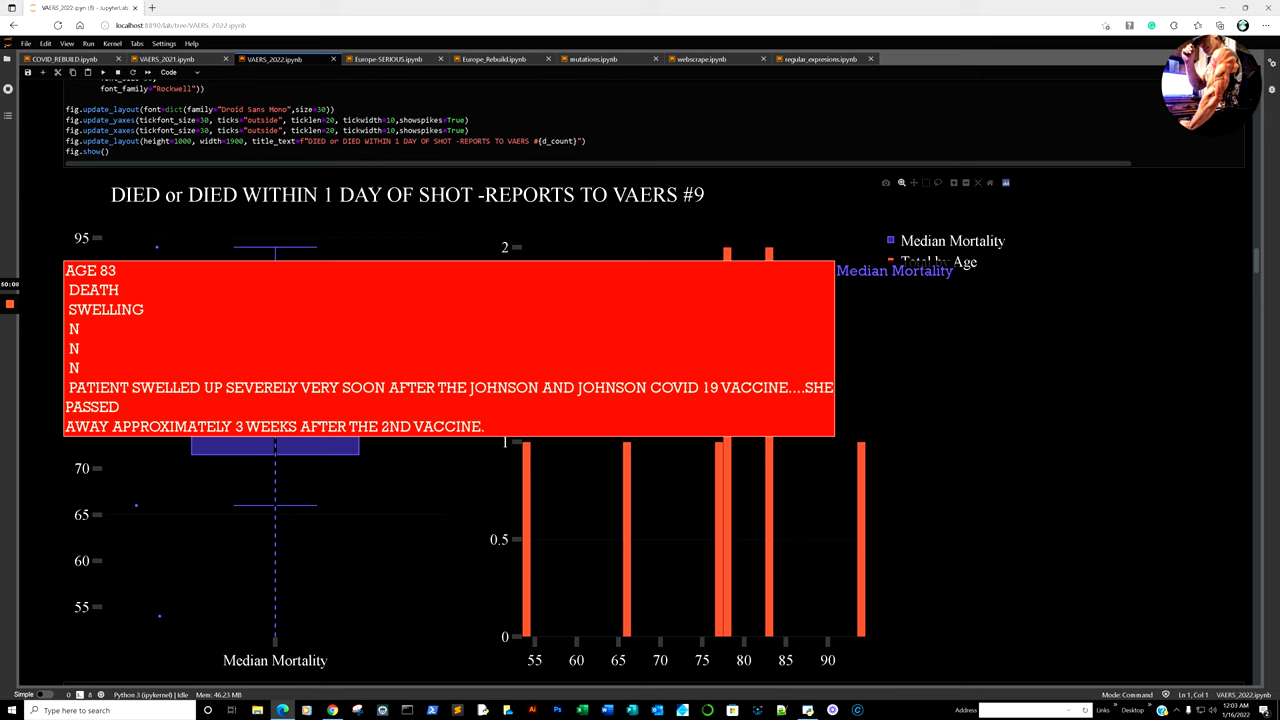 VAERS_2022.ipyn (8) - JupyterLab
localhost:8890/lab/tree/VAERS_2022.ipynb
File Edit View Run Kernel Tabs Settings Help
COVID_REBUILD.ipynb VAERS_2021.ipynb VAERS_2022.ipynb Europe-SERIOUS.ipynb Europe_Rebuild.ipynb mutations.ipynb webscrape.ipynb regular_expresions.ipynb
Code
font_family="Rockwell"))
fig.update_layout(font=dict(family="Droid Sans Mono",size=30))
fig.update_yaxes(tickfont_size=30, ticks="outside", ticklen=20, tickwidth=10,showspikes=True)
fig.update_xaxes(tickfont_size=30, ticks="outside", ticklen=20, tickwidth=10,showspikes=True)
fig.update_layout(height=1000, width=1900, title_text=f"DIED or DIED WITHIN 1 DAY OF SHOT -REPORTS TO VAERS #{d_count}")
fig.show()
DIED or DIED WITHIN 1 DAY OF SHOT -REPORTS TO VAERS #9
95
2
Median Mortality
Total by Age
Median Mortality
AGE 83
DEATH
SWELLING
N
N
N
PATIENT SWELLED UP SEVERELY VERY SOON AFTER THE JOHNSON AND JOHNSON COVID 19 VACCINE....SHE
PASSED
AWAY APPROXIMATELY 3 WEEKS AFTER THE 2ND VACCINE.
1
70
65
0.5
60
55
0
55 60 65 70 75 80 85 90
Median Mortality
50:08
Simple 0 8 Python 3 (ipykernel) | Idle Mem: 46.23 MB Mode: Command Ln 1, Col 1 VAERS_2022.ipynb
Type here to search Address Links Desktop 12:03 AM
1/16/2022